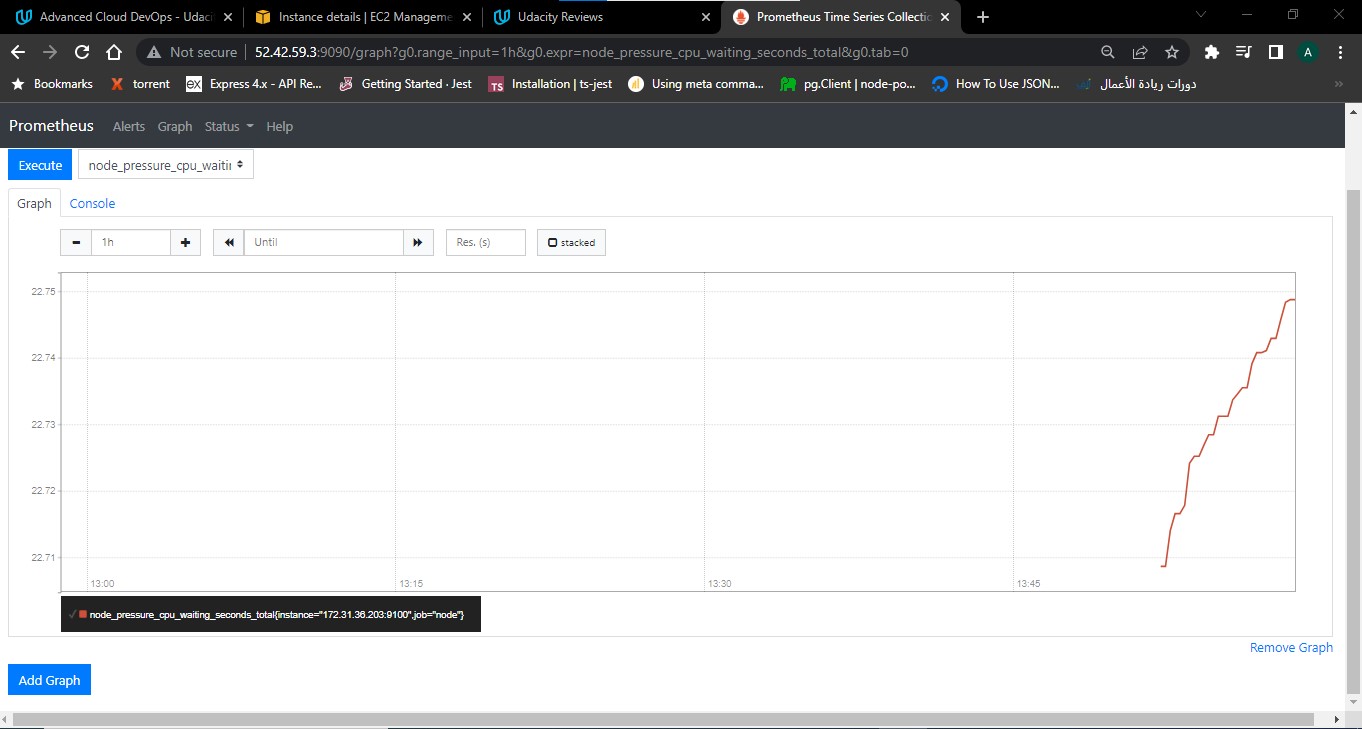 Advanced Cloud DevOps - Udaci
Instance details | EC2 Manageme
Udacity Reviews
Prometheus Time Series Collectio
Not secure 52.42.59.3:9090/graph?g0.range_input=1h&g0.expr=node_pressure_cpu_waiting_seconds_total&g0.tab=0
A
Bookmarks
X torrent
ex Express 4.x - API Re...
Getting Started · Jest
TS Installation | ts-jest
Using meta comma...
pg.Client | node-po...
How To Use JSON...
دورات ريادة الأعمال
»
Prometheus Alerts Graph Status Help
Execute node_pressure_cpu_waitir
Graph Console
1h Until Res. (s) stacked
22.75
22.74
22.73
22.72
22.71
13:00 13:15 13:30 13:45
node_pressure_cpu_waiting_seconds_total{instance="172.31.36.203:9100",job="node"}
Remove Graph
Add Graph